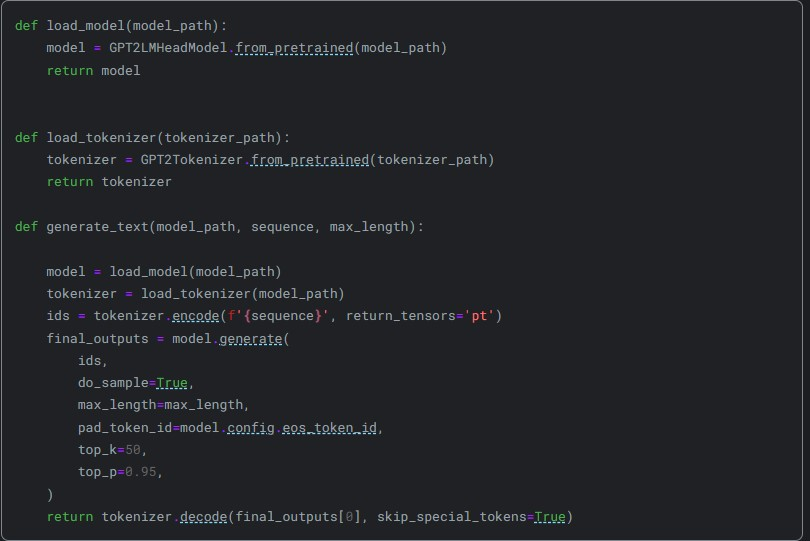 def load_model(model_path):
    model = GPT2LMHeadModel.from_pretrained(model_path)
    return model
def load_tokenizer(tokenizer_path):
    tokenizer = GPT2Tokenizer.from_pretrained(tokenizer_path)
    return tokenizer
def generate_text(model_path, sequence, max_length):
    model = load_model(model_path)
    tokenizer = load_tokenizer(model_path)
    ids = tokenizer.encode(f'{sequence}', return_tensors='pt')
    final_outputs = model.generate(
        ids,
        do_sample=True,
        max_length=max_length,
        pad_token_id=model.config.eos_token_id,
        top_k=50,
        top_p=0.95,
    )
    return tokenizer.decode(final_outputs[0], skip_special_tokens=True)